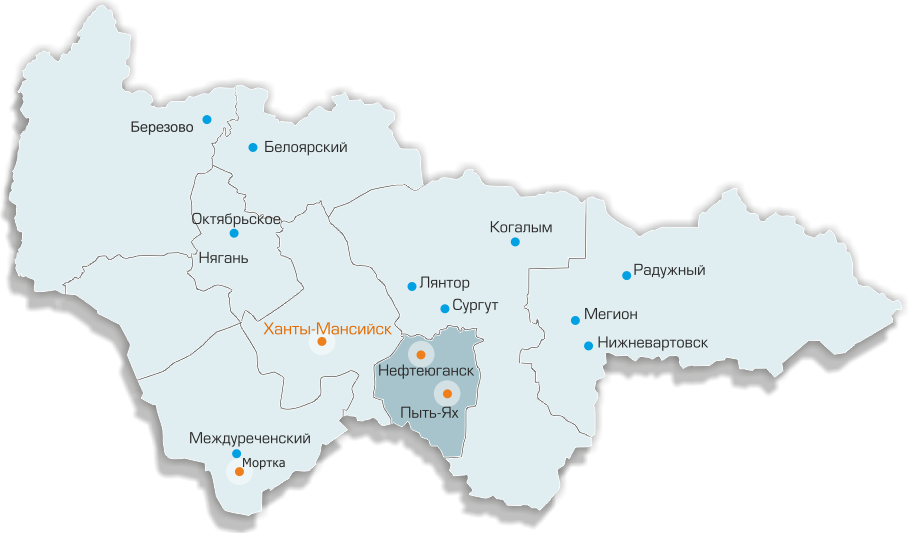 Березово
Белоярский
Октябрьское
Когалым
Нягань
Радужный
Лянтор
Сургут
Мегион
Ханты-Мансийск
Нижневартовск
Нефтеюганск
Пыть-Ях
Междуреченский
Мортка